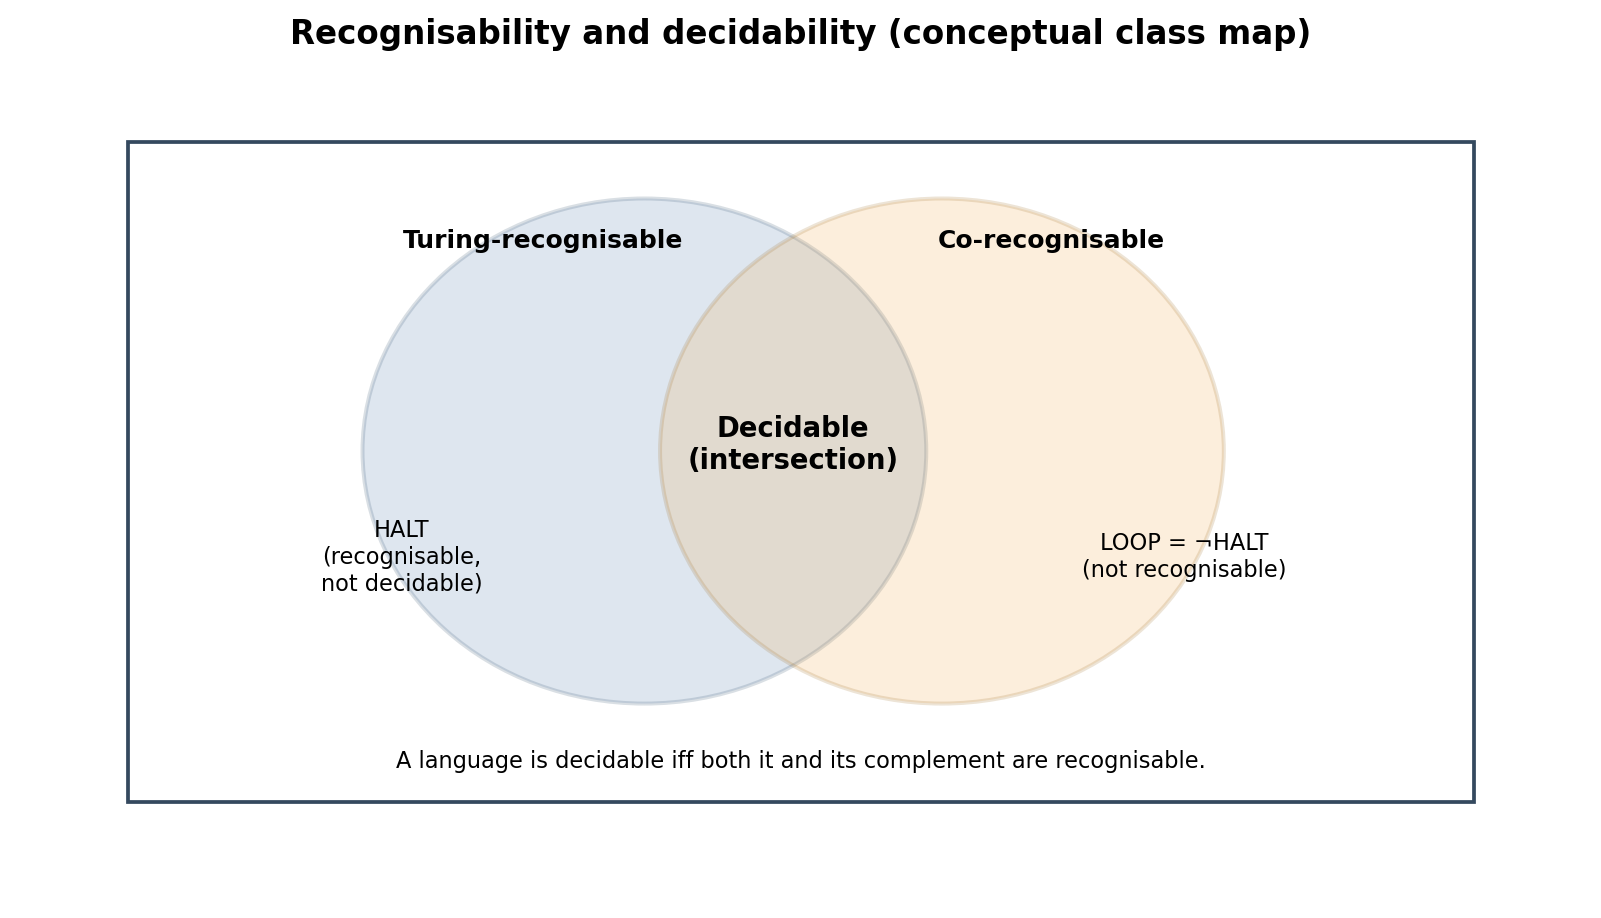 Recognisability and decidability (conceptual class map)
Turing-recognisable
Co-recognisable
Decidable
(intersection)
HALT
(recognisable,
not decidable)
LOOP = ¬HALT
(not recognisable)
A language is decidable iff both it and its complement are recognisable.